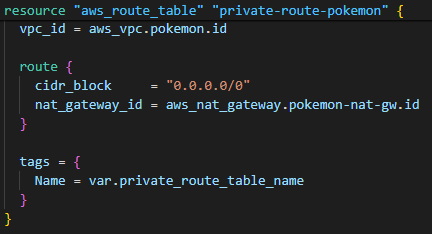 resource "aws_route_table" "private-route-pokemon" {
  vpc_id = aws_vpc.pokemon.id

  route {
    cidr_block     = "0.0.0.0/0"
    nat_gateway_id = aws_nat_gateway.pokemon-nat-gw.id
  }

  tags = {
    Name = var.private_route_table_name
  }
}